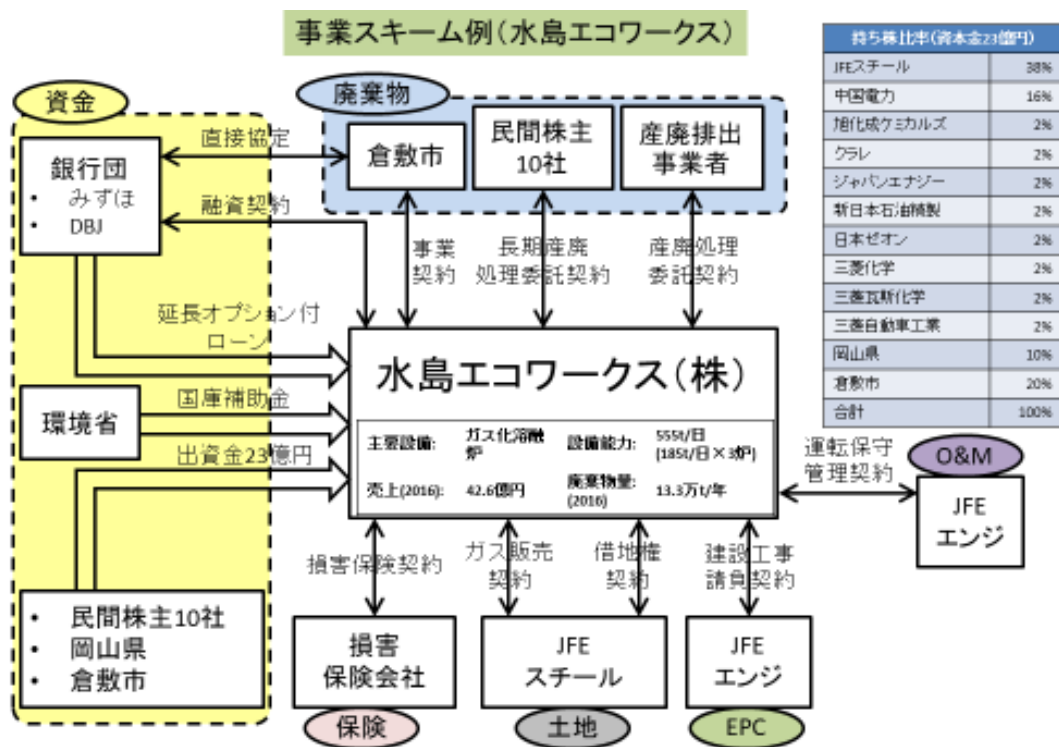 事業スキーム例(水島エコワークス)
持ち株比率(資本金23億円)
JFEスチール 38%
中国電力 16%
旭化成ケミカルズ 2%
クラレ 2%
ジャパンエナジー 2%
新日本石油精製 2%
日本ゼオン 2%
三菱化学 2%
三菱瓦斯化学 2%
三菱自動車工業 2%
岡山県 10%
倉敷市 20%
合計 100%
資金
銀行団
• みずほ
• DBJ
環境省
• 民間株主10社
• 岡山県
• 倉敷市
廃棄物
倉敷市
民間株主
10社
産廃排出
事業者
直接協定
融資契約
事業
契約
長期産廃
処理委託契約
産廃処理
委託契約
延長オプション付
ローン
国庫補助金
出資金23億円
水島エコワークス(株)
主要設備:
ガス化溶融
炉
設備能力:
555t/日
(185t/日×3炉)
売上(2016):
42.6億円
廃棄物量:
(2016)
13.3万t/年
運転保守
管理契約
O&M
JFE
エンジ
損害保険契約
ガス販売
契約
借地権
契約
建設工事
請負契約
損害
保険会社
JFE
スチール
JFE
エンジ
保険
土地
EPC